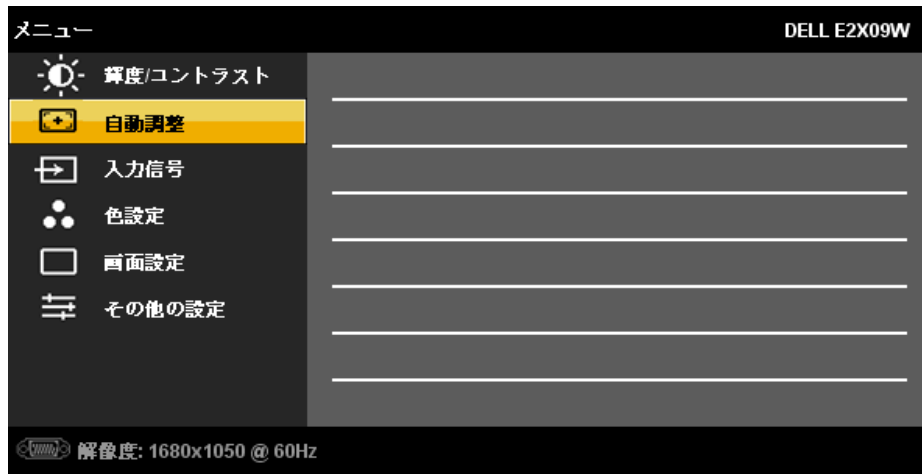 メニュー
DELL E2X09W
輝度/コントラスト
自動調整
入力信号
色設定
画面設定
その他の設定
解像度: 1680x1050 @ 60Hz